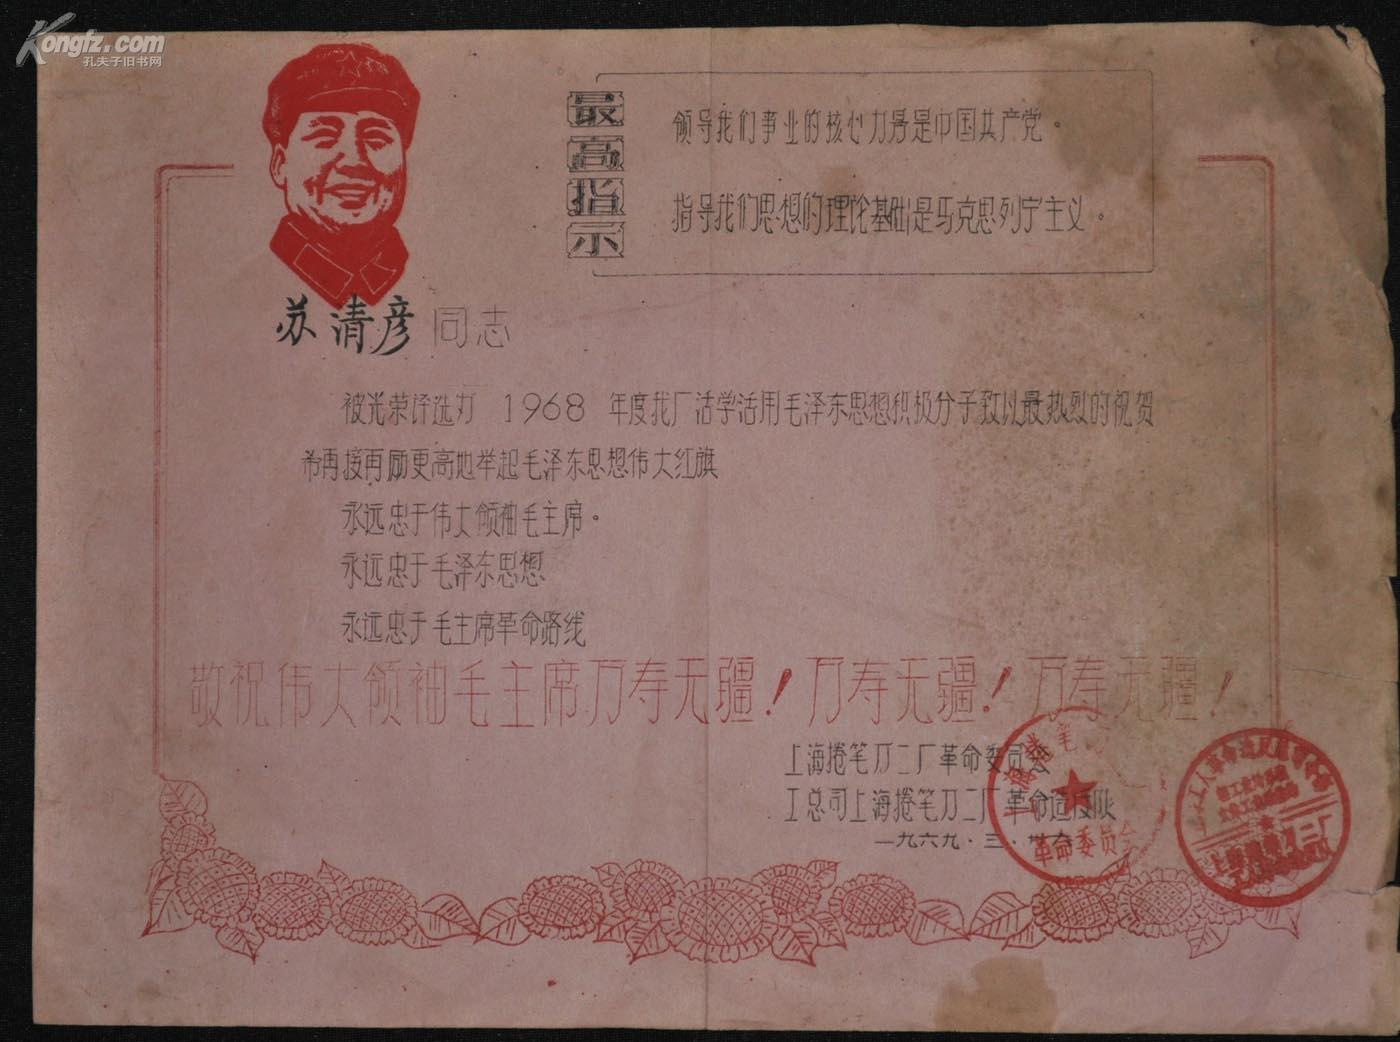 Kongfz.com
孔夫子旧书网
最高指示
领导我们事业的核心力量是中国共产党。
指导我们思想的理论基础是马克思列宁主义。
苏清彦同志
被光荣评选为 1968 年度我厂活学活用毛泽东思想积极分子致以最热烈的祝贺
希再接再励更高地举起毛泽东思想伟大红旗
永远忠于伟大领袖毛主席。
永远忠于毛泽东思想
永远忠于毛主席革命路线
敬祝伟大领袖毛主席万寿无疆！万寿无疆！万寿无疆！
上海捲笔刀二厂革命委员会
工总司上海捲笔刀二厂革命造反队
一九六九·三·廿六
革命委员会